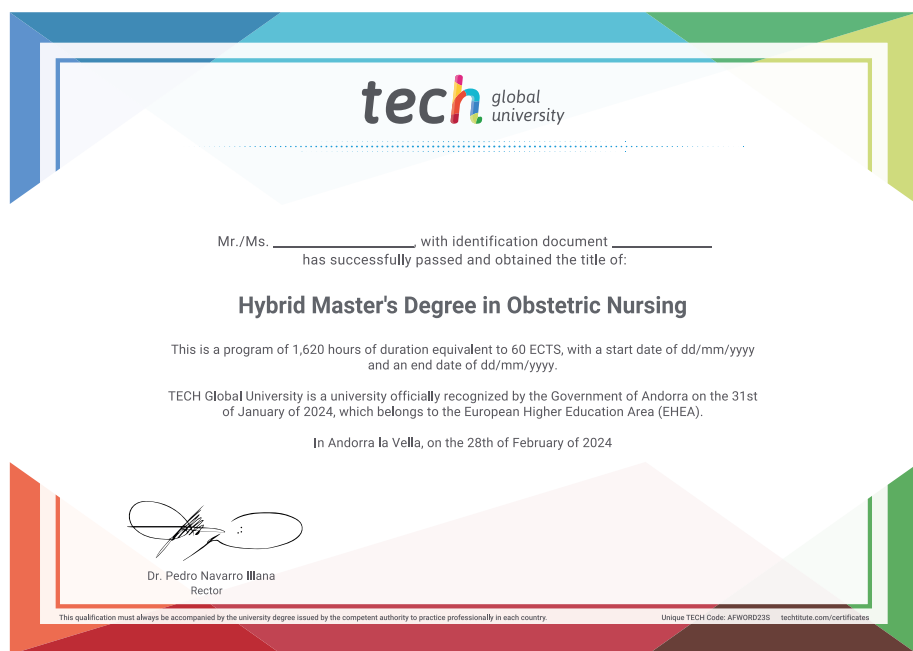 tech global
university
Mr./Ms. ________________, with identification document ___________
has successfully passed and obtained the title of:
Hybrid Master's Degree in Obstetric Nursing
This is a program of 1,620 hours of duration equivalent to 60 ECTS, with a start date of dd/mm/yyyy
and an end date of dd/mm/yyyy.
TECH Global University is a university officially recognized by the Government of Andorra on the 31st
of January of 2024, which belongs to the European Higher Education Area (EHEA).
In Andorra la Vella, on the 28th of February of 2024
Dr. Pedro Navarro Illana
Rector
This qualification must always be accompanied by the university degree issued by the competent authority to practice professionally in each country.
Unique TECH Code: AFWORD23S techtitute.com/certificates